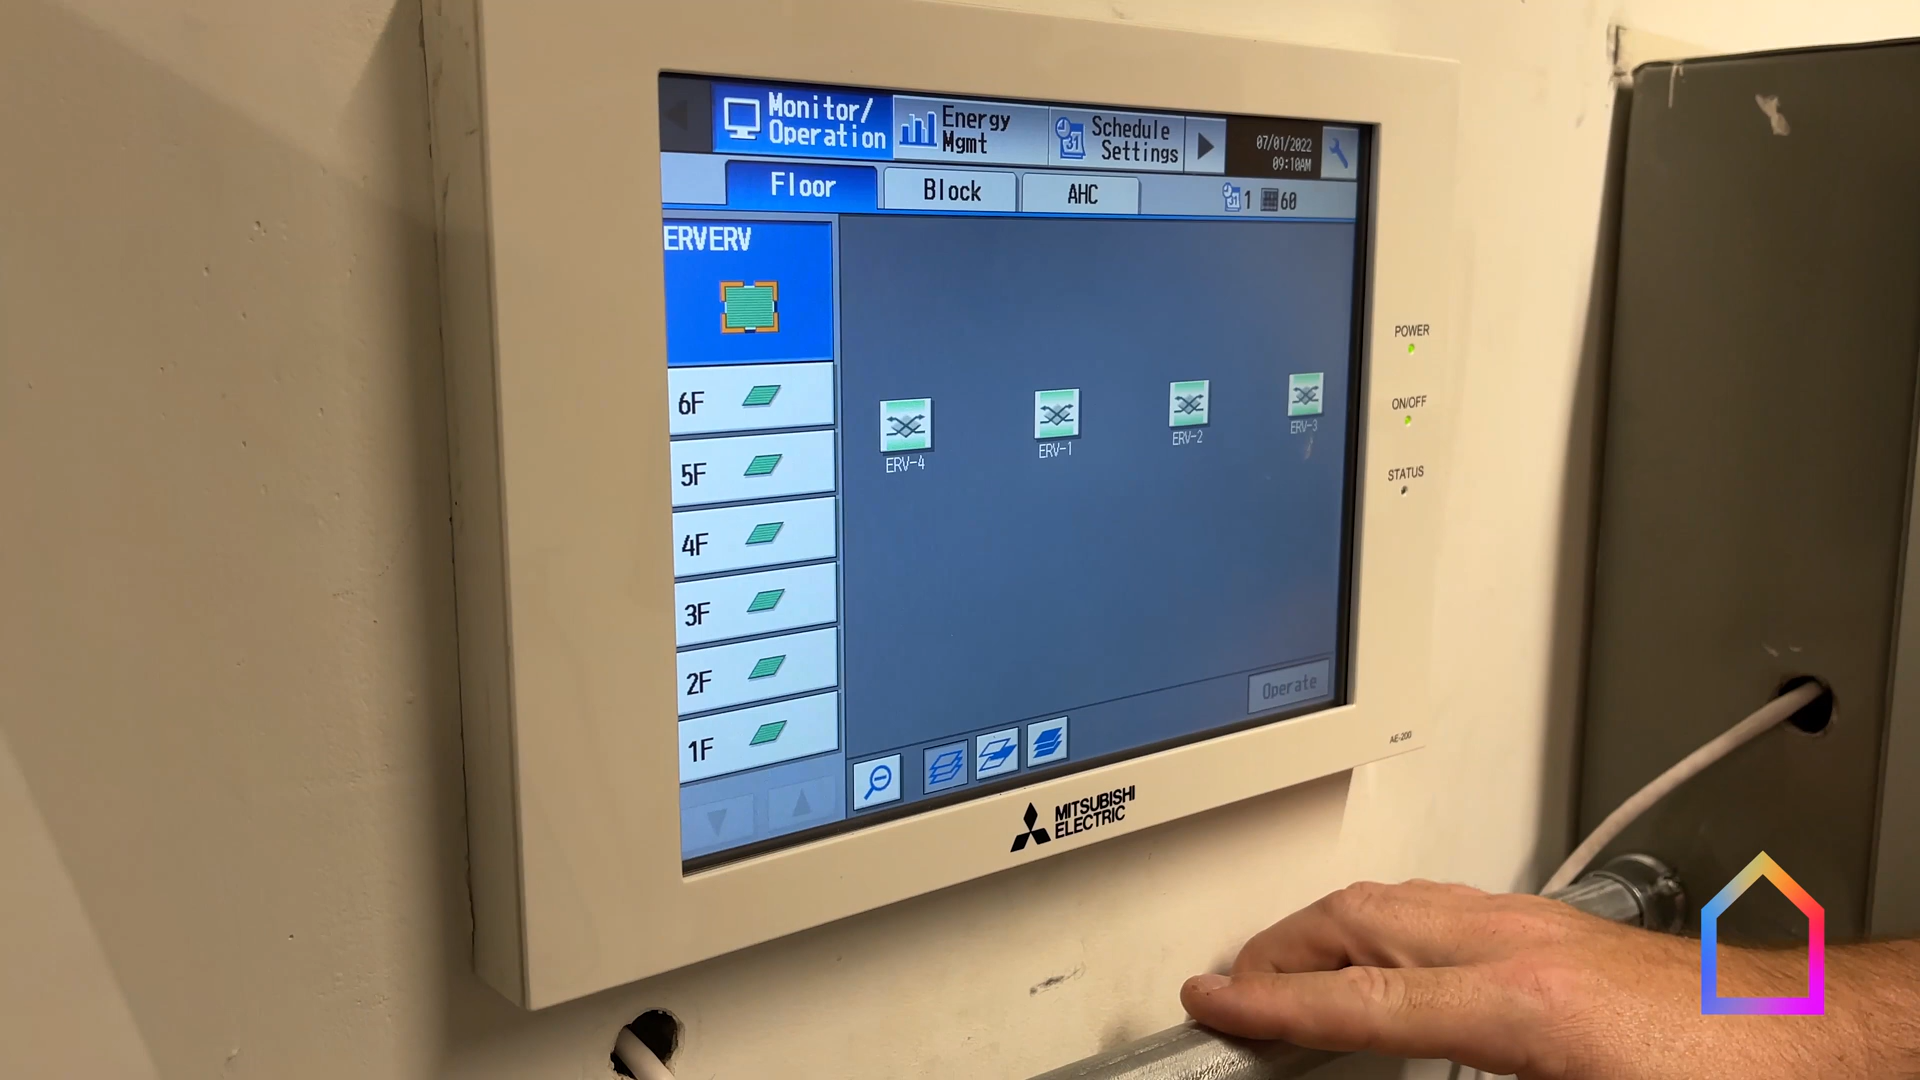 Monitor/
Operation
Energy
Mgmt
Schedule
Settings
07/01/2022
09:10AM
Floor
Block
AHC
31
1
60
ERVERV
6F
5F
4F
3F
2F
1F
ERV-4
ERV-1
ERV-2
ERV-3
Operate
POWER
ON/OFF
STATUS
AE-200
MITSUBISHI
ELECTRIC